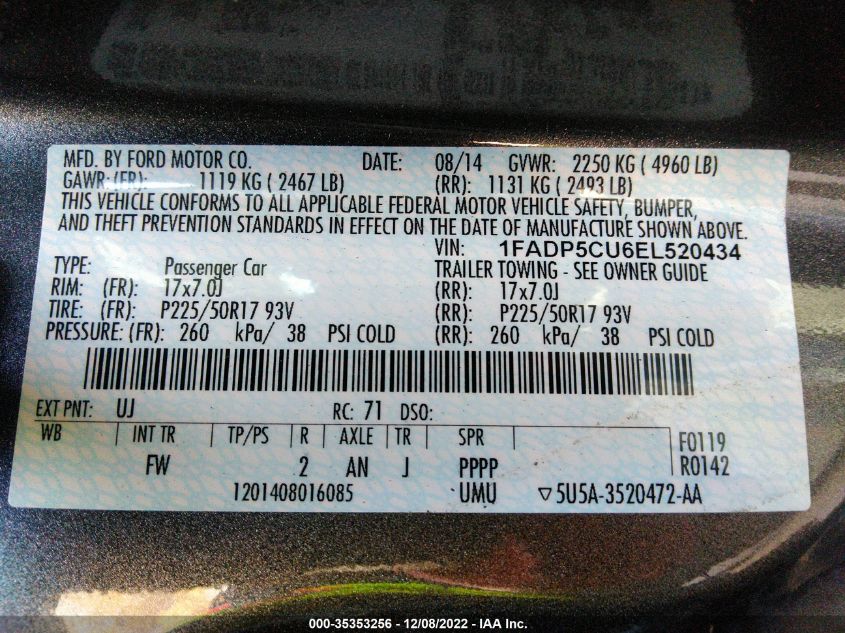 MFD. BY FORD MOTOR CO. DATE: 08/14 GVWR: 2250 KG ( 4960 LB)
GAWR: (FR): 1119 KG ( 2467 LB) (RR): 1131 KG ( 2493 LB)
THIS VEHICLE CONFORMS TO ALL APPLICABLE FEDERAL MOTOR VEHICLE SAFETY, BUMPER,
AND THEFT PREVENTION STANDARDS IN EFFECT ON THE DATE OF MANUFACTURE SHOWN ABOVE.
VIN: 1FADP5CU6EL520434
TYPE: Passenger Car TRAILER TOWING - SEE OWNER GUIDE
RIM: (FR): 17x7.0J (RR): 17x7.0J
TIRE: (FR): P225/50R17 93V (RR): P225/50R17 93V
PRESSURE: (FR): 260 kPa/ 38 PSI COLD (RR): 260 kPa/ 38 PSI COLD
EXT PNT: UJ RC: 71 DSO:
WB INT TR TP/PS R AXLE TR SPR F0119
FW 2 AN J PPPP R0142
1201408016085 UMU ▽ 5U5A-3520472-AA
000-35353256 - 12/08/2022 - IAA Inc.